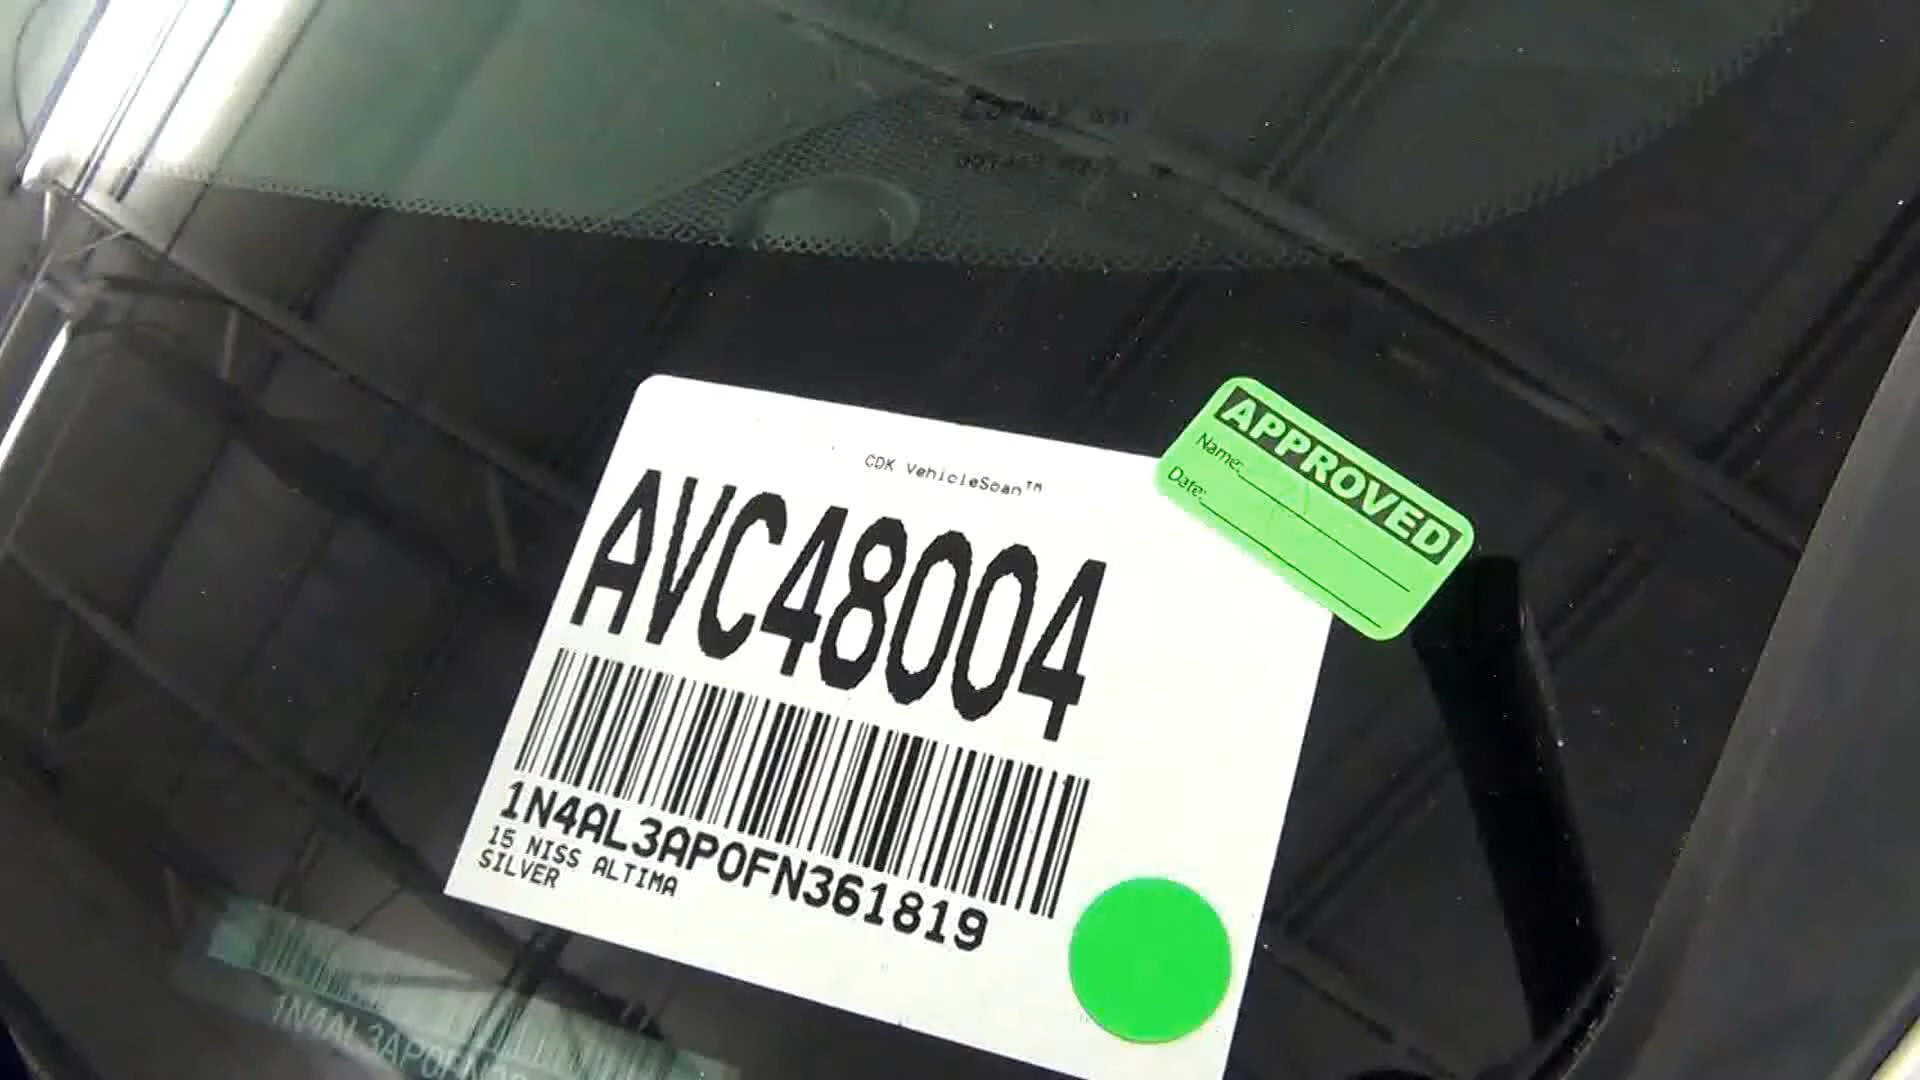 CDK VehicleScan™
AVC48004
1N4AL3AP0FN361819
15 NISS ALTIMA
SILVER
APPROVED
Name:
Date:
1N4AL3AP0FN